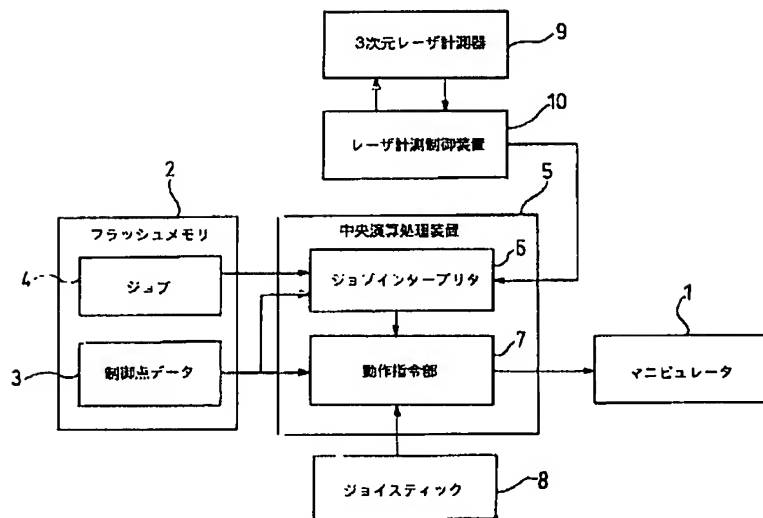 3次元レーザ計測器
9
10
レーザ計測制御装置
2
5
フラッシュメモリ
中央演算処理装置
6
4
ジョブ
ジョブインタープリタ
1
7
3
制御点データ
動作指令部
マニピュレータ
ジョイスティック
8